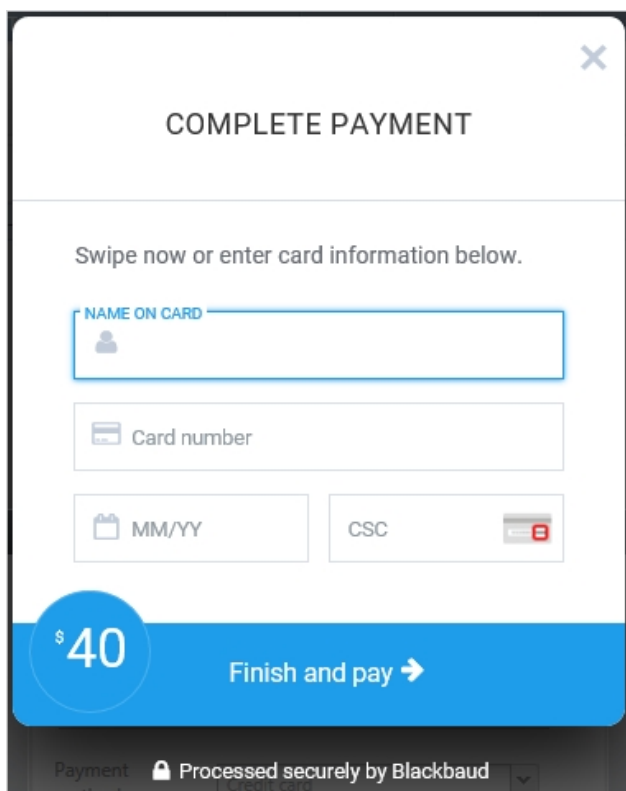 COMPLETE PAYMENT
Swipe now or enter card information below.
NAME ON CARD
Card number
MM/YY
CSC
$40
Finish and pay
Payment
Processed securely by Blackbaud
Credit card